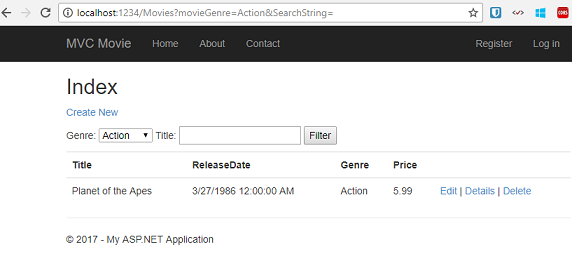 localhost:1234/Movies?movieGenre=Action&SearchString=
MVC Movie Home About Contact Register Log in
Index
Create New
Genre: Action Title: Filter
Title ReleaseDate Genre Price
Planet of the Apes 3/27/1986 12:00:00 AM Action 5.99 Edit | Details | Delete
© 2017 - My ASP.NET Application